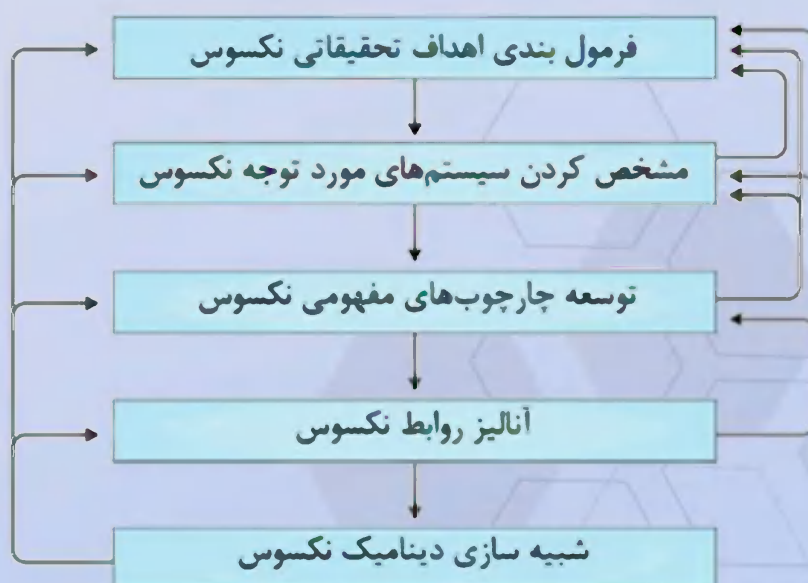 فرمول بندی اهداف تحقیقاتی نکسوس
مشخص کردن سیستم‌های مورد توجه نکسوس
توسعه چارچوب‌های مفهومی نکسوس
آنالیز روابط نکسوس
شبیه سازی دینامیک نکسوس